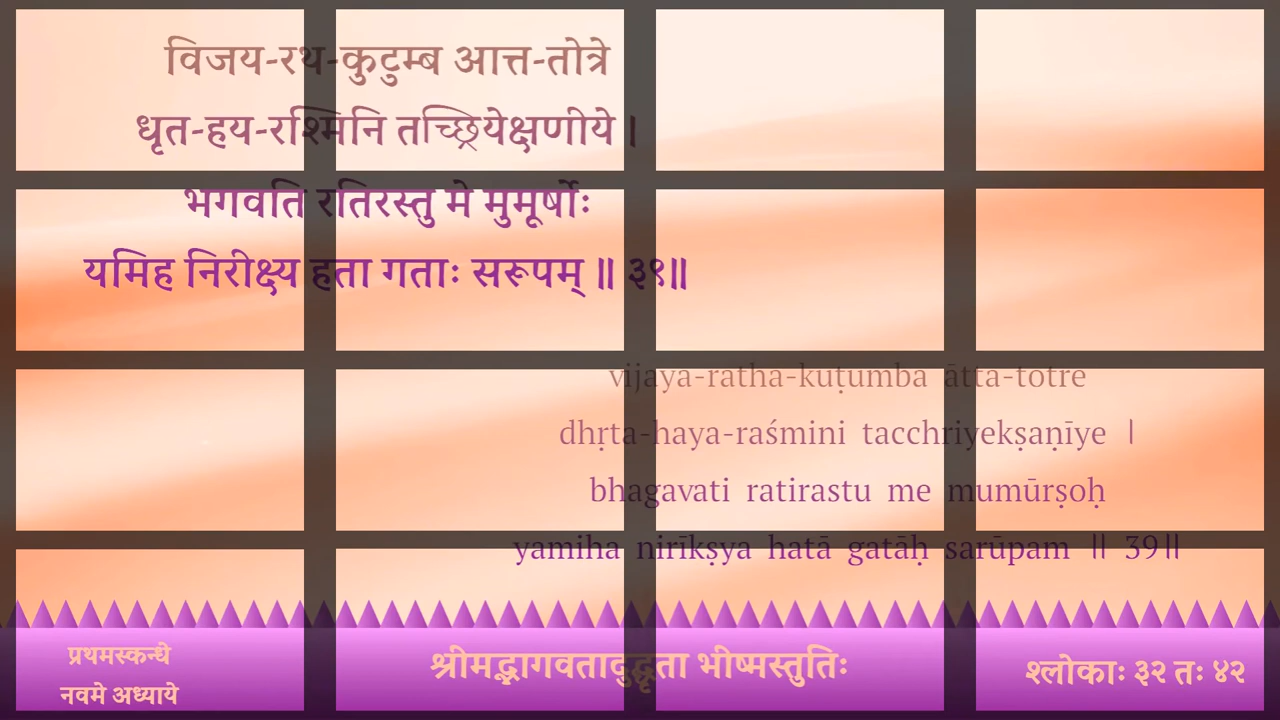 विजय-रथ-कुटुम्ब आत्त-तोत्रे
धृत-हय-रश्मिनि तच्छ्रियेक्षणीये ।
भगवति रतिरस्तु मे मुमूर्षोः
यमिह निरीक्ष्य हता गताः सरूपम् ॥ ३९॥
vijaya-ratha-kuṭumba ātta-totre
dhṛta-haya-raśmini tacchriyekṣaṇīye |
bhagavati ratirastu me mumūrṣoḥ
yamiha nirīkṣya hatā gatāḥ sarūpam || 39||
प्रथमस्कन्धे
नवमे अध्याये
श्रीमद्भागवतादुद्धृता भीष्मस्तुतिः
श्लोकाः ३२ तः ४२